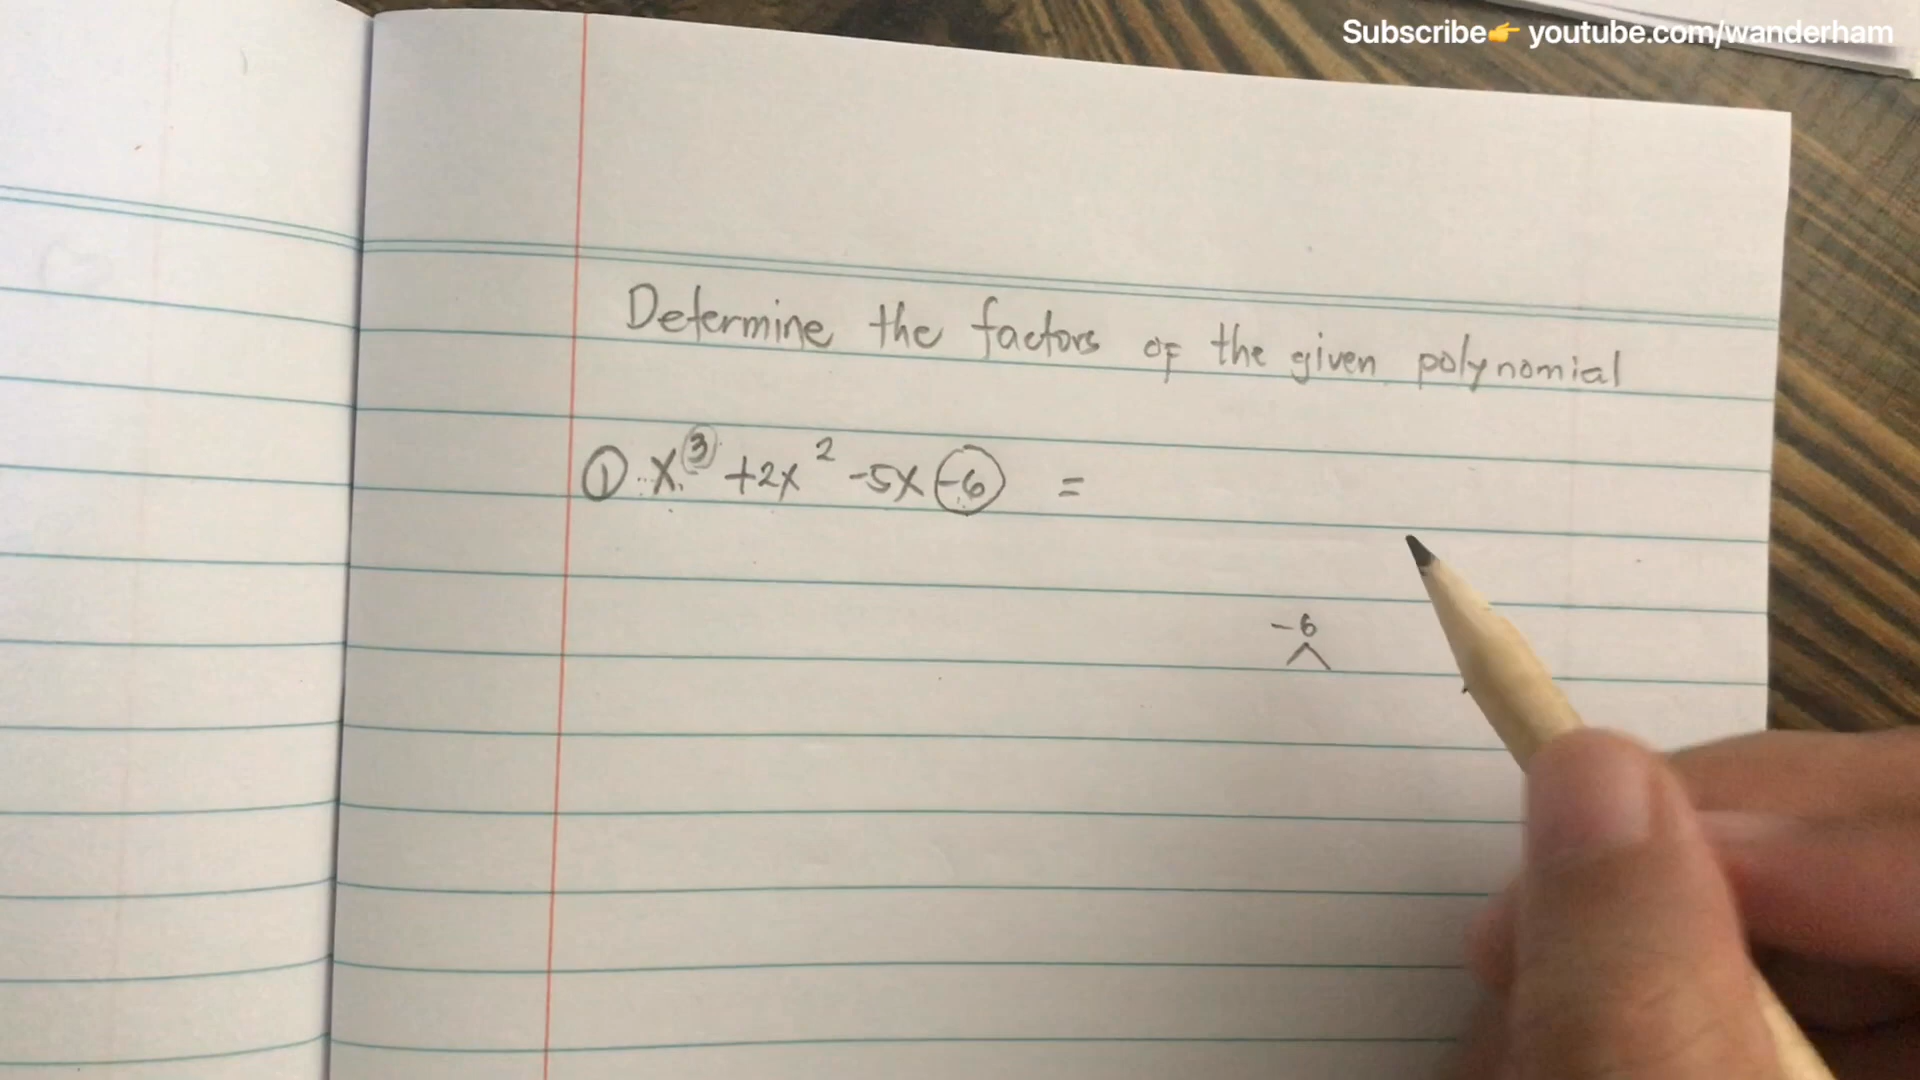 Subscribe👉 youtube.com/wanderham
Determine the factors of the given polynomial
① x³ +2x² -5x -6 =
-6